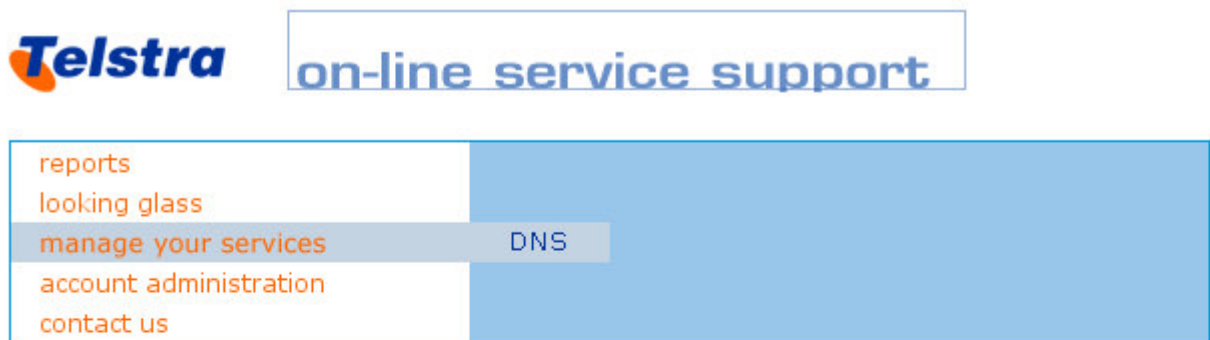 Telstra
on-line service support
reports
looking glass
manage your services DNS
account administration
contact us